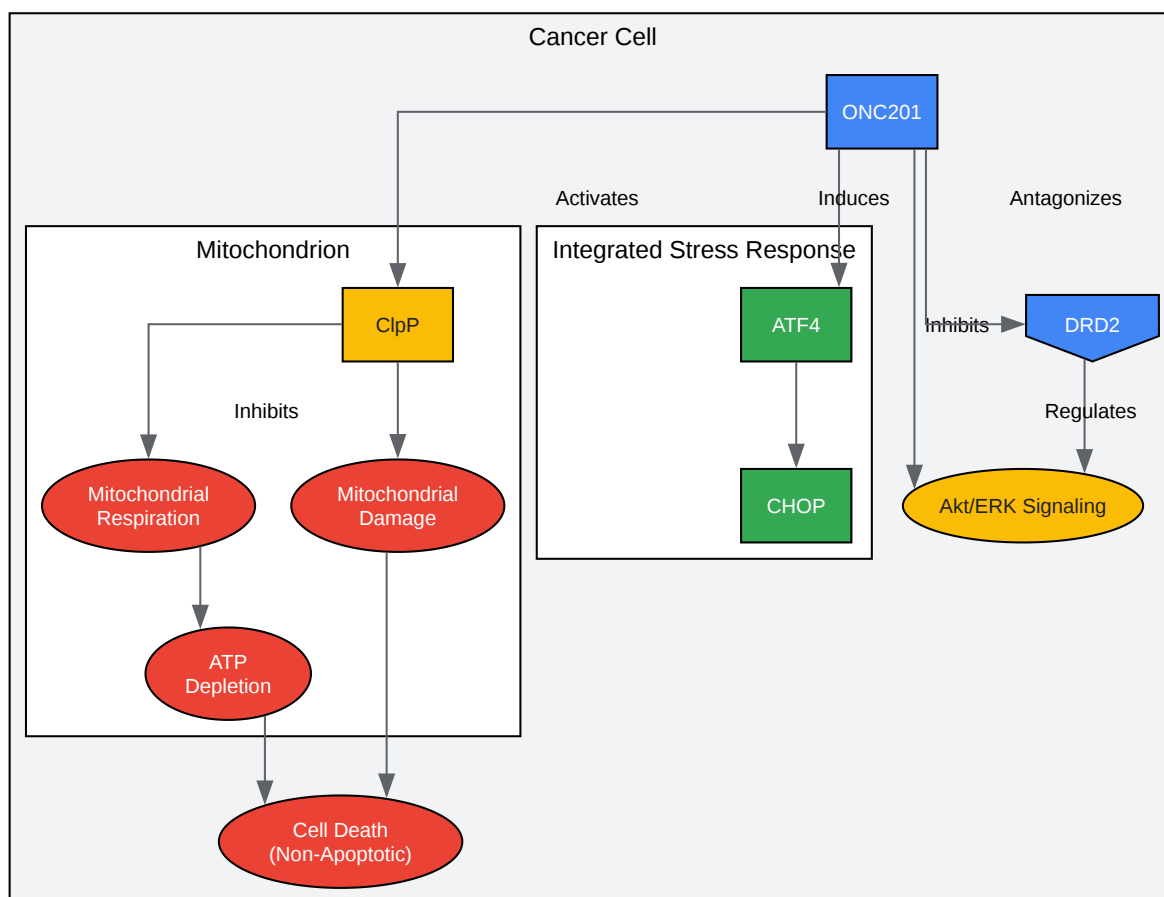 Cancer Cell
ONC201
Activates
Induces
Antagonizes
Mitochondrion
Integrated Stress Response
ClpP
ATF4
Inhibits
DRD2
Inhibits
Regulates
Mitochondrial
Respiration
Mitochondrial
Damage
CHOP
Akt/ERK Signaling
ATP
Depletion
Cell Death
(Non-Apoptotic)